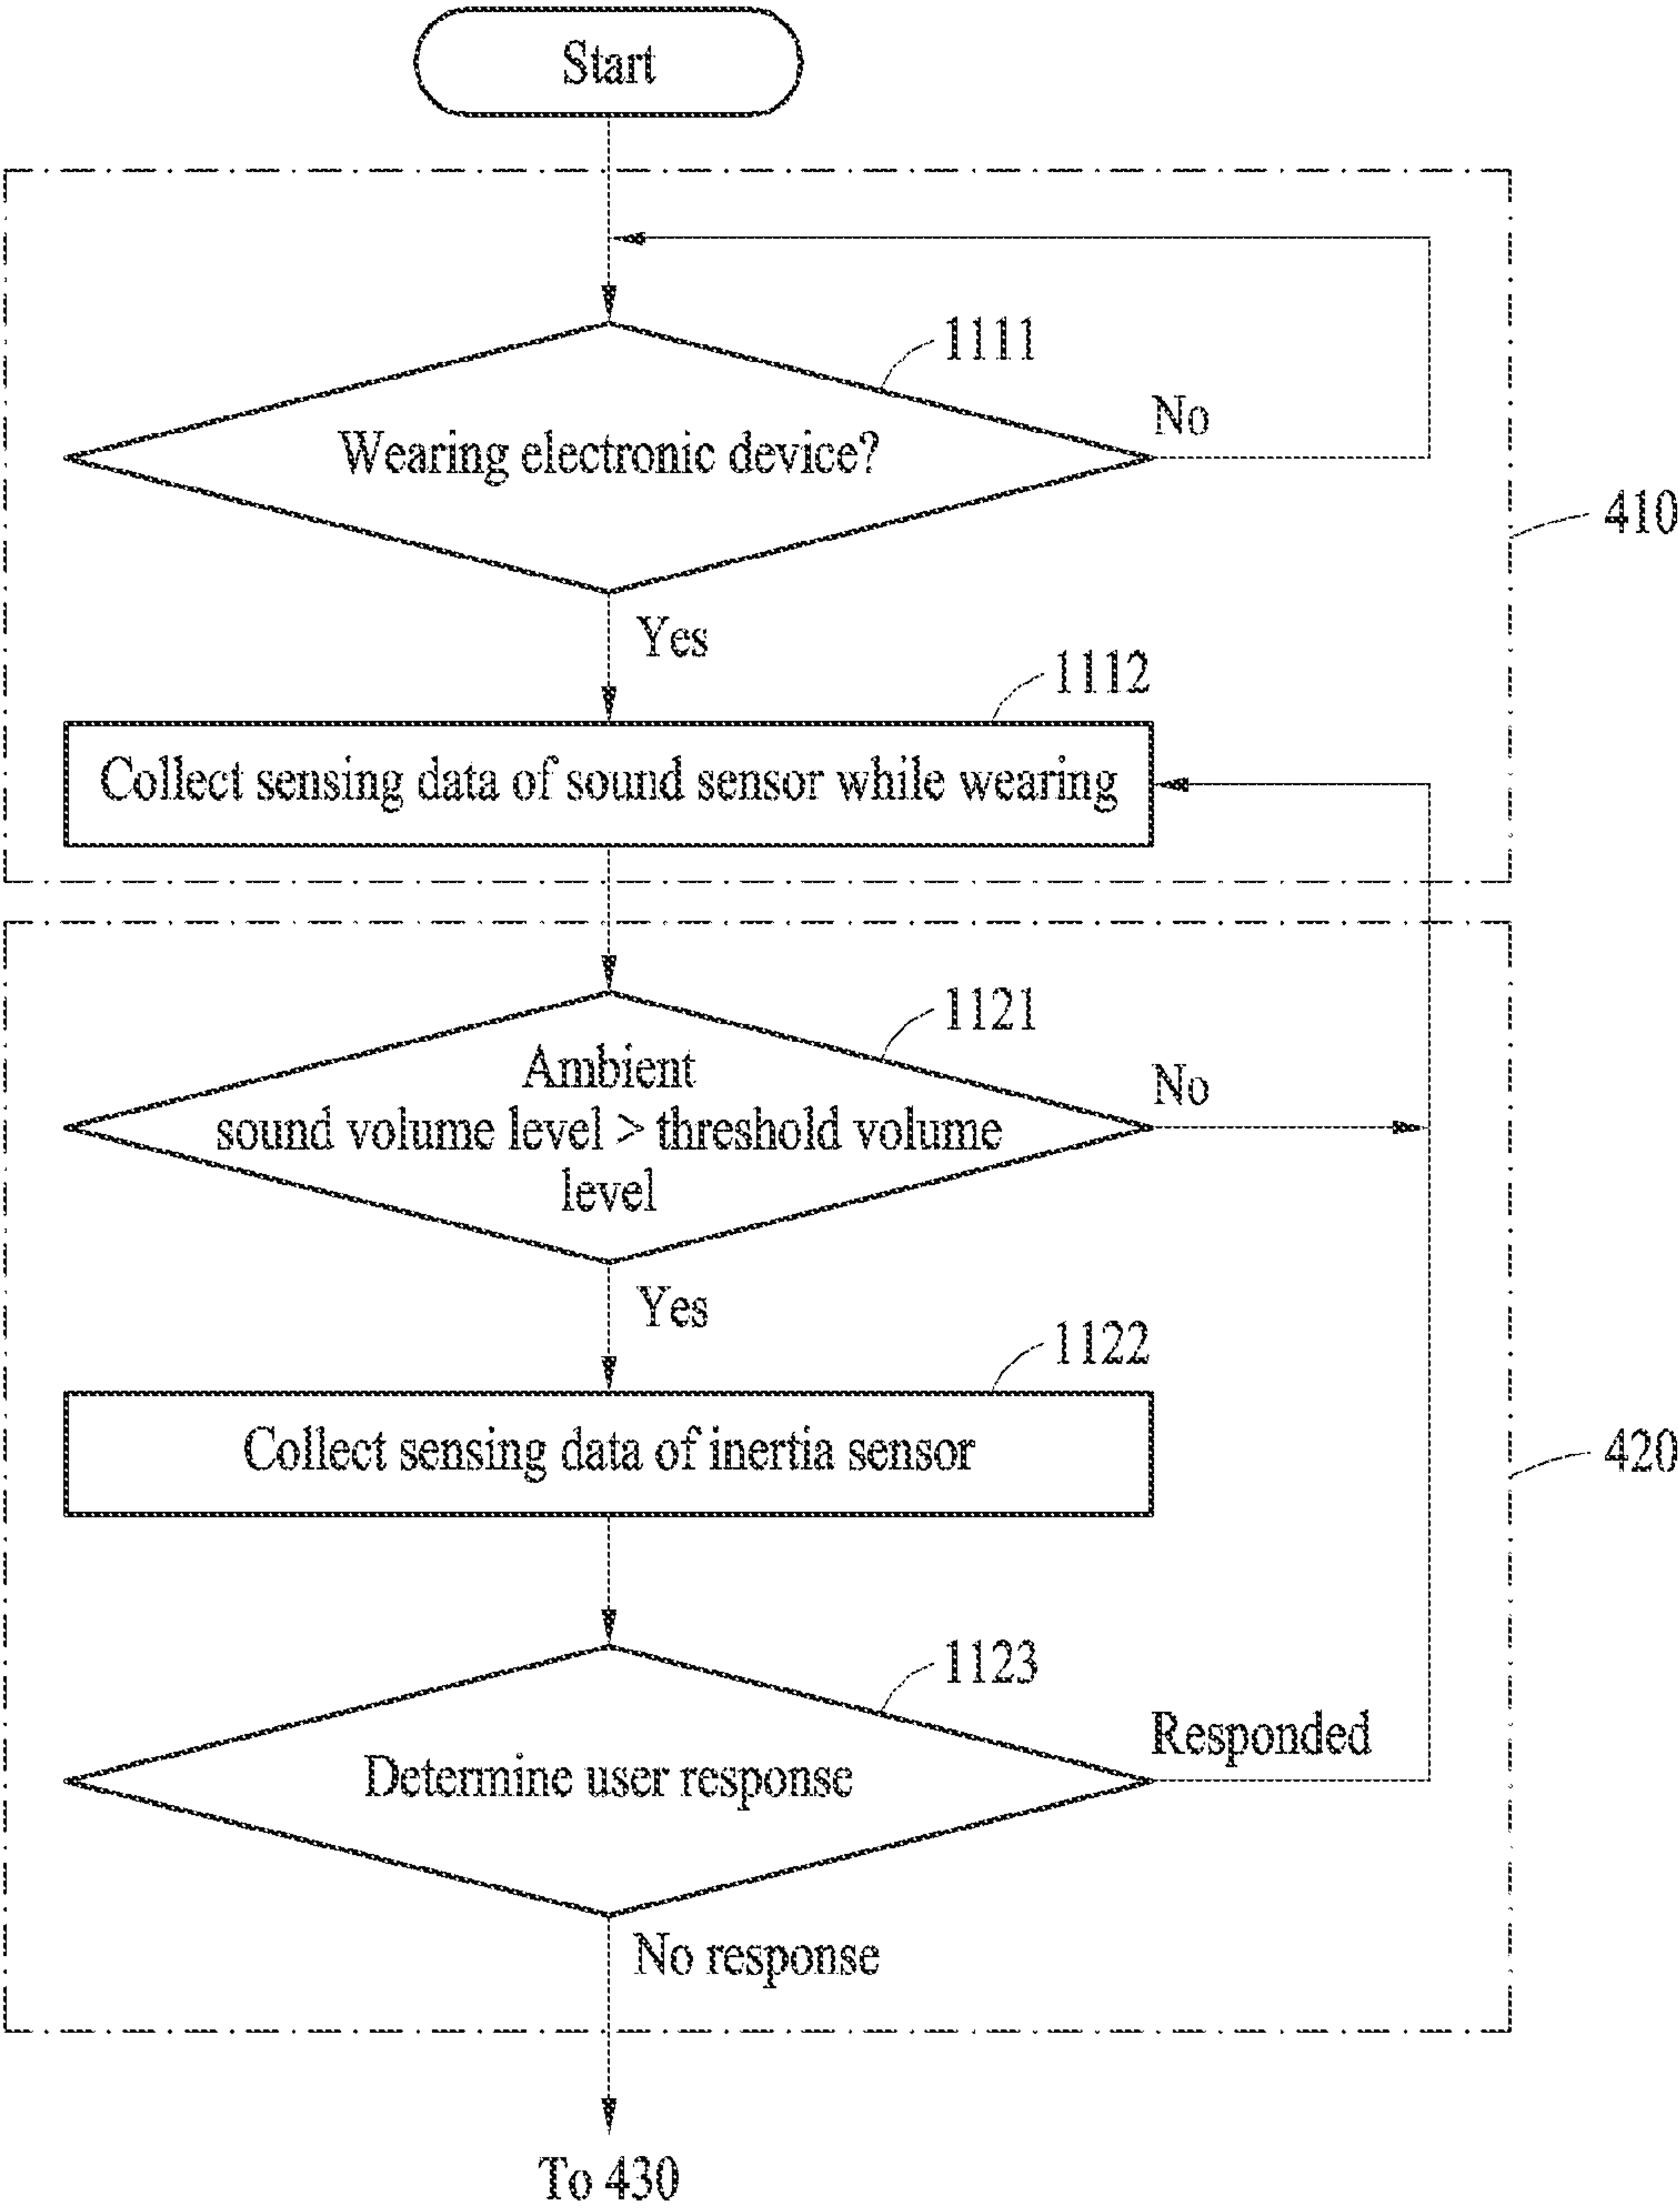 Start
1111
Wearing electronic device?
No
410
Yes
1112
Collect sensing data of sound sensor while wearing
1121
Ambient
sound volume level > threshold volume
level
No
Yes
1122
Collect sensing data of inertia sensor
420
1123
Determine user response
Responded
No response
To 430